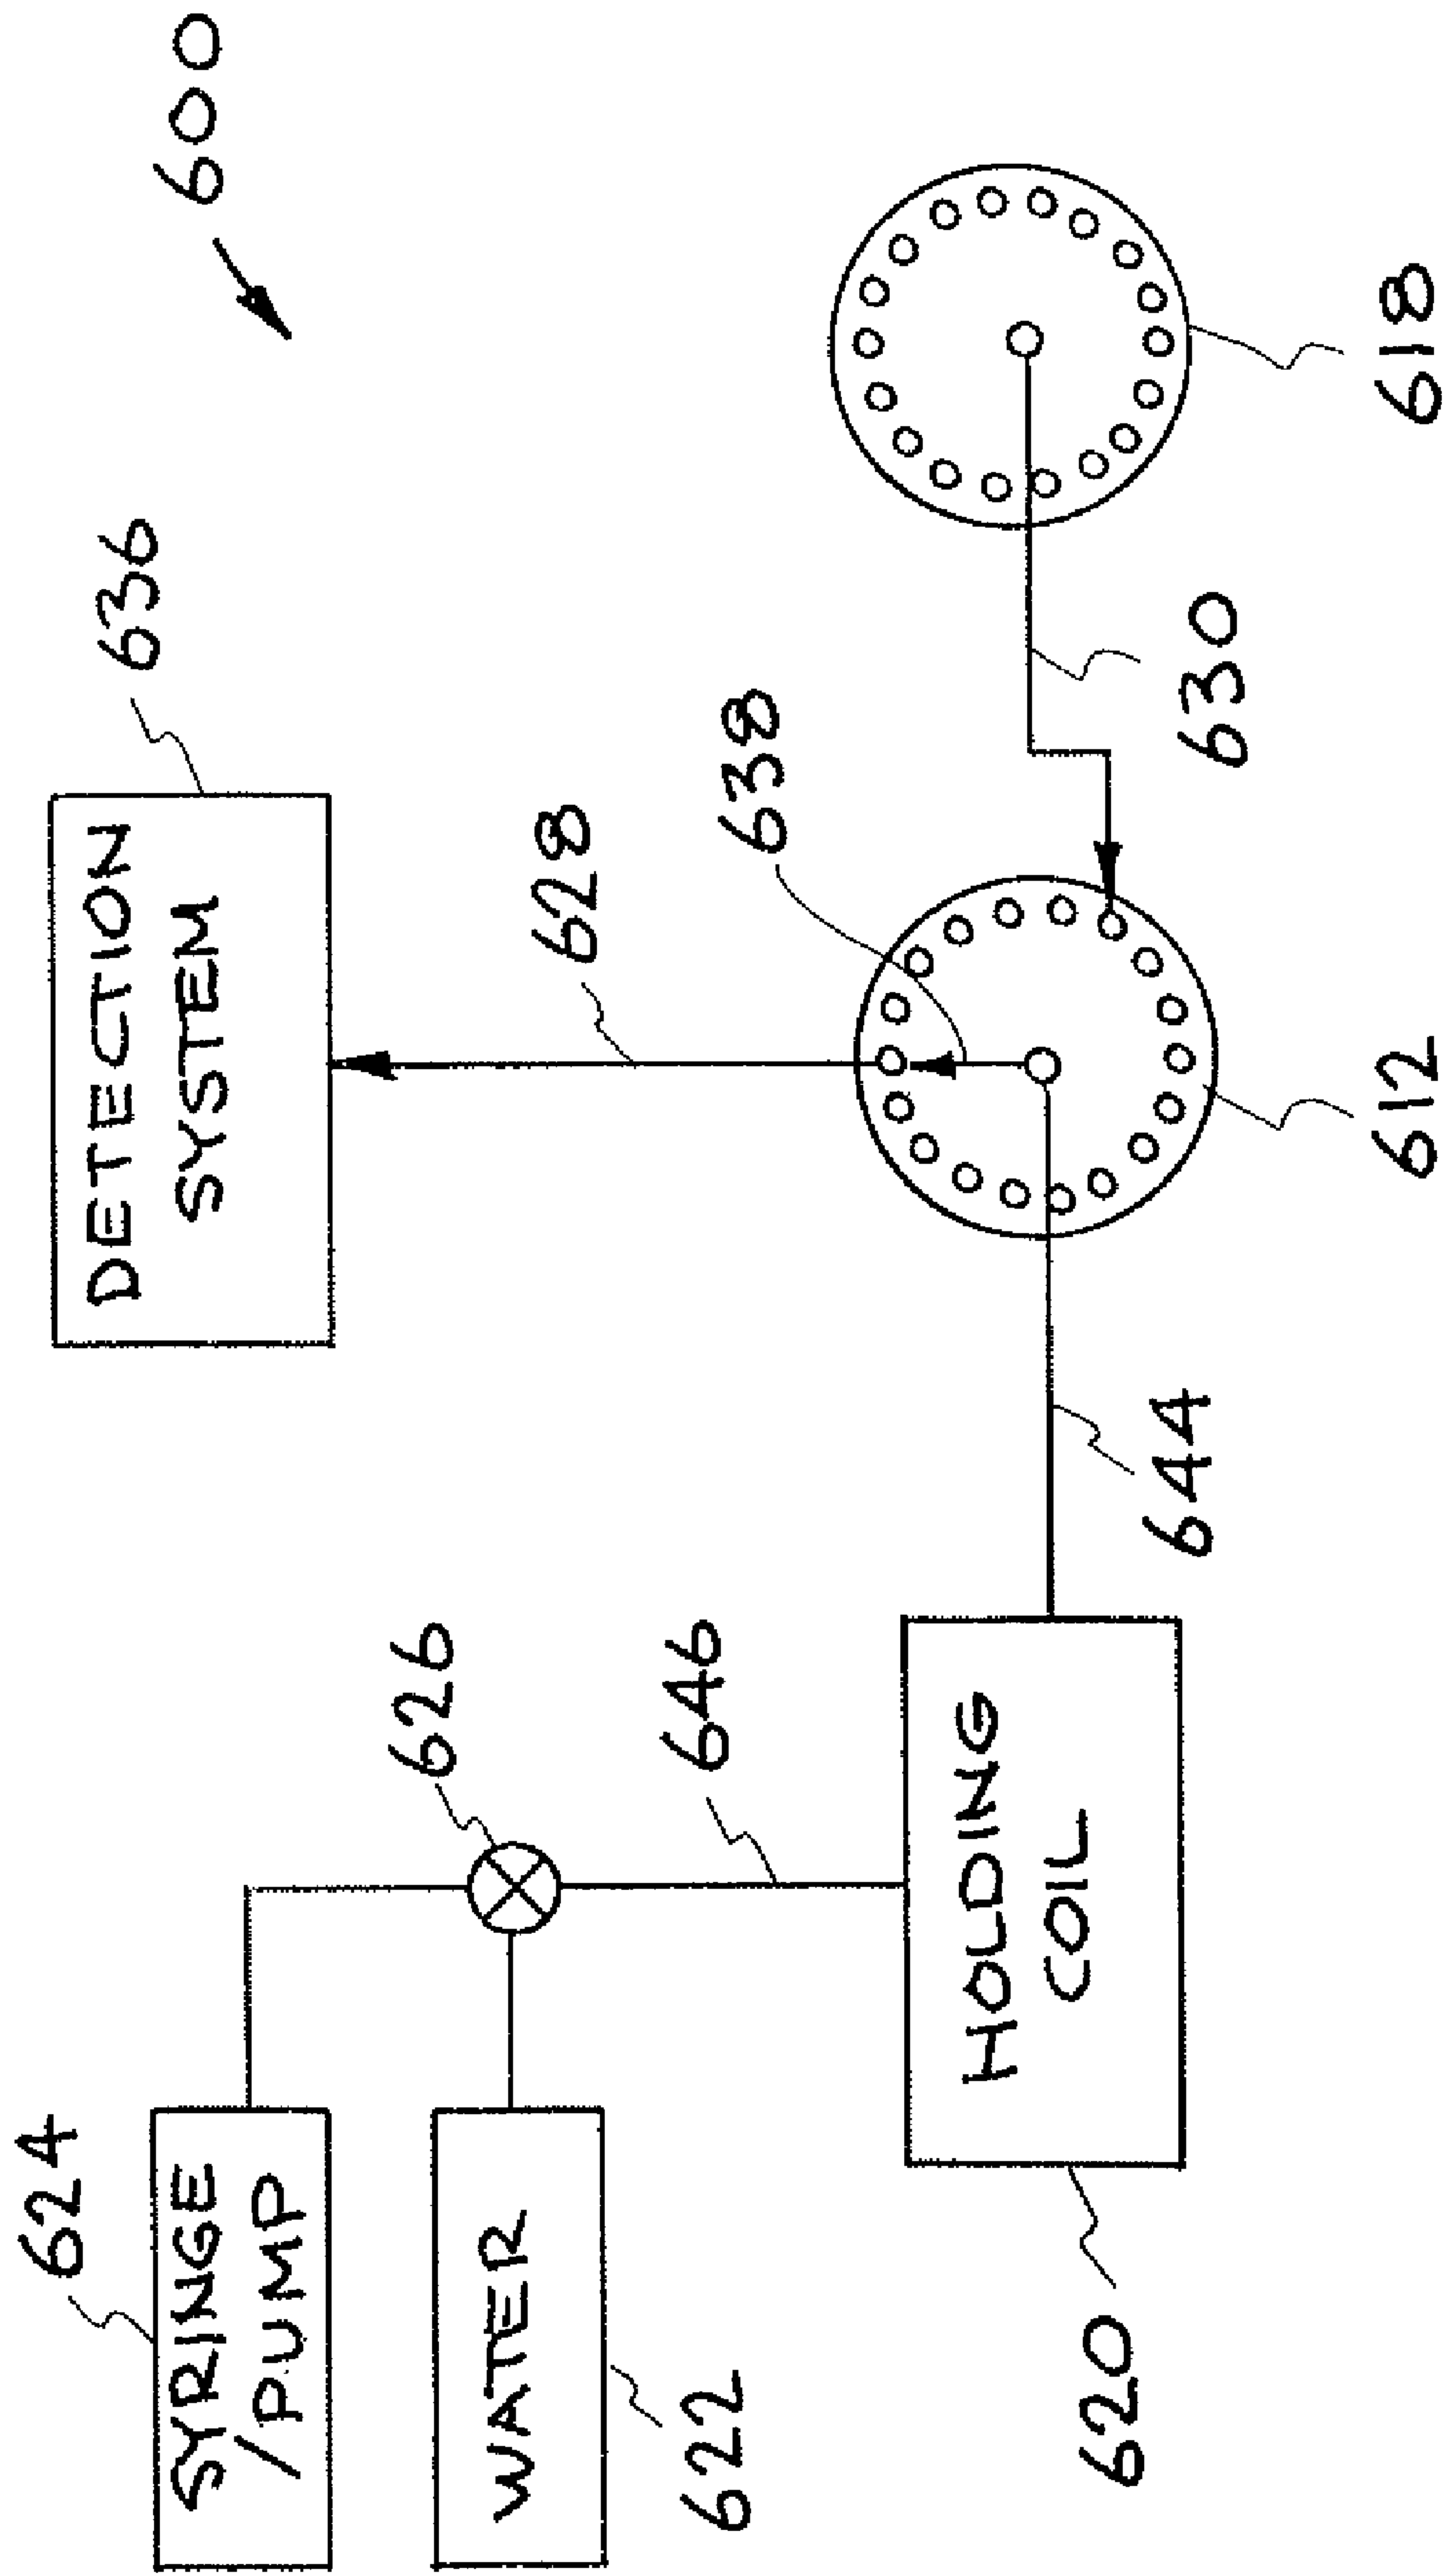 600
636
DETECTION
SYSTEM
628
638
630
618
612
644
626
646
624
SYRINGE
/PUMP
WATER
622
HOLDING
COIL
620